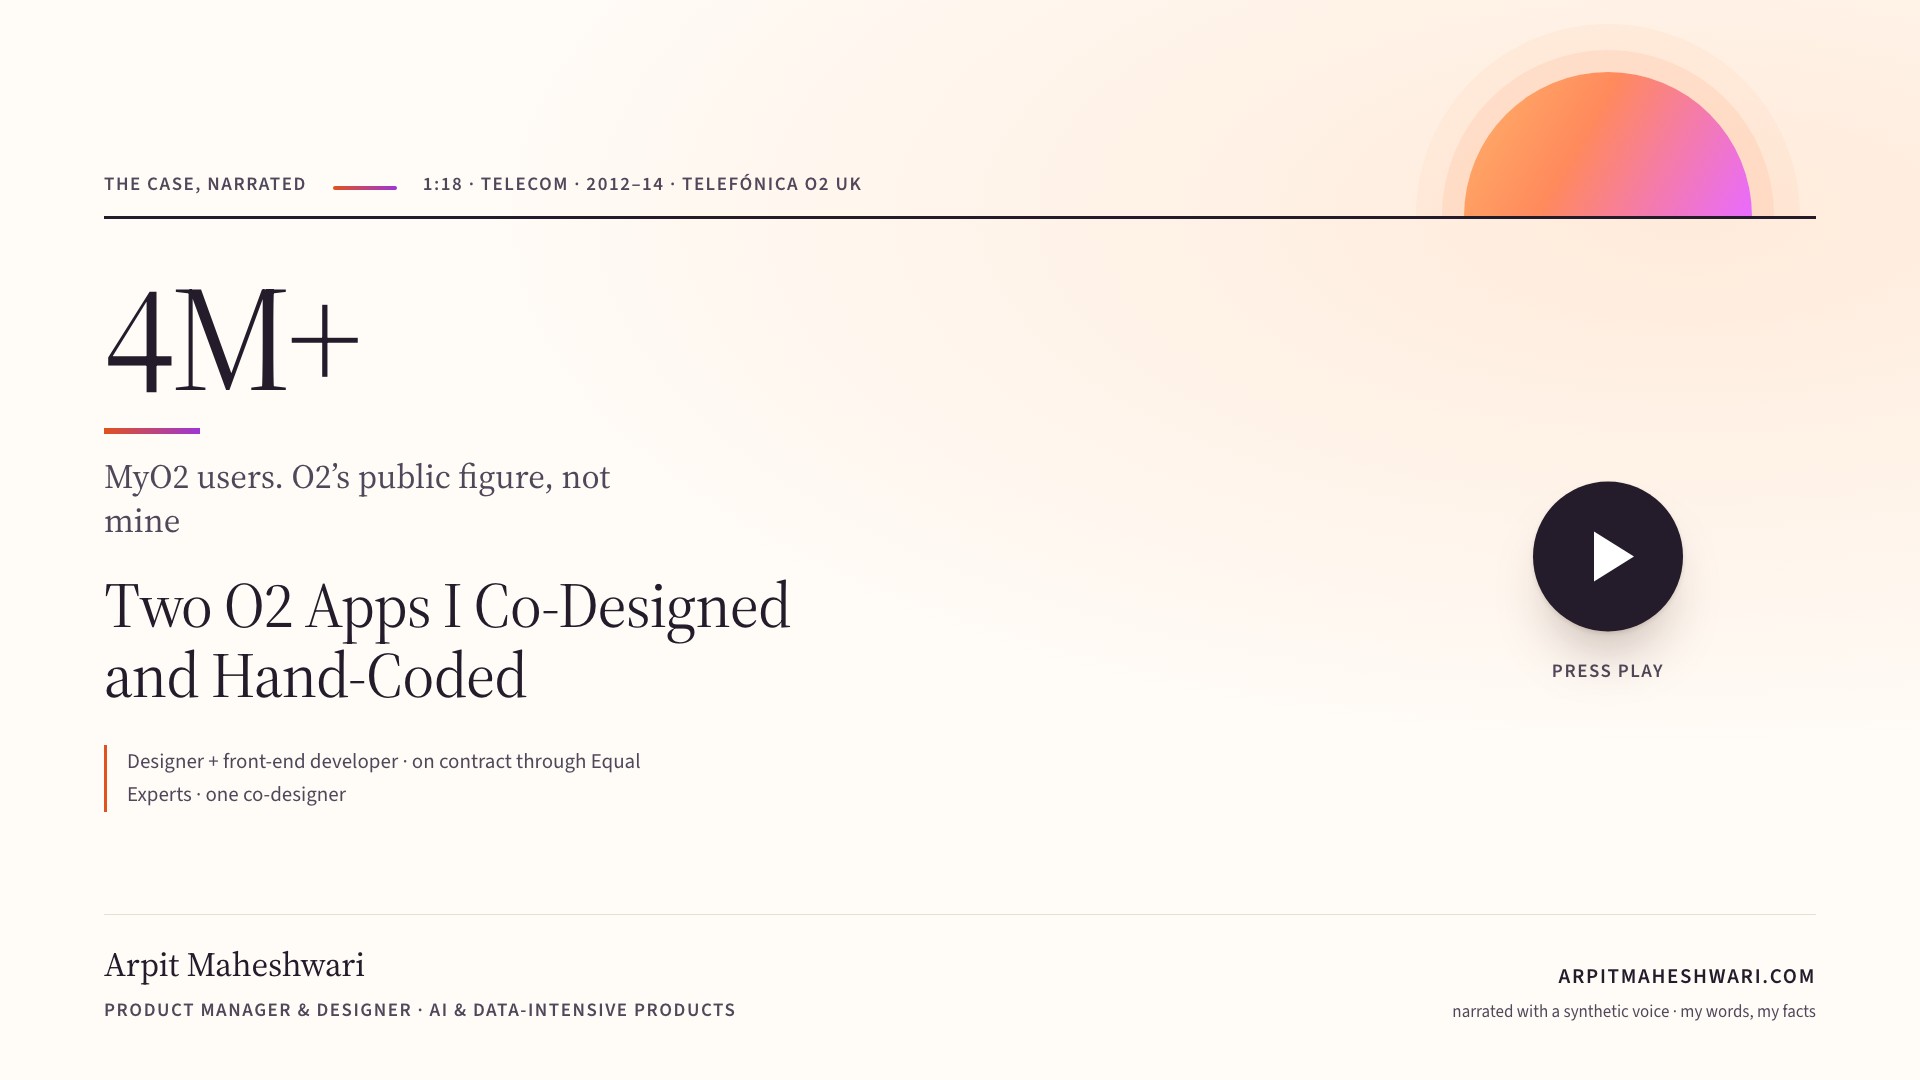 THE CASE, NARRATED
1:18 · TELECOM · 2012–14 · TELEFÓNICA O2 UK
4M+
MyO2 users. O2’s public figure, not
mine
Two O2 Apps I Co-Designed
and Hand-Coded
Designer + front-end developer · on contract through Equal
Experts · one co-designer
PRESS PLAY
Arpit Maheshwari
PRODUCT MANAGER & DESIGNER · AI & DATA-INTENSIVE PRODUCTS
ARPITMAHESHWARI.COM
narrated with a synthetic voice · my words, my facts